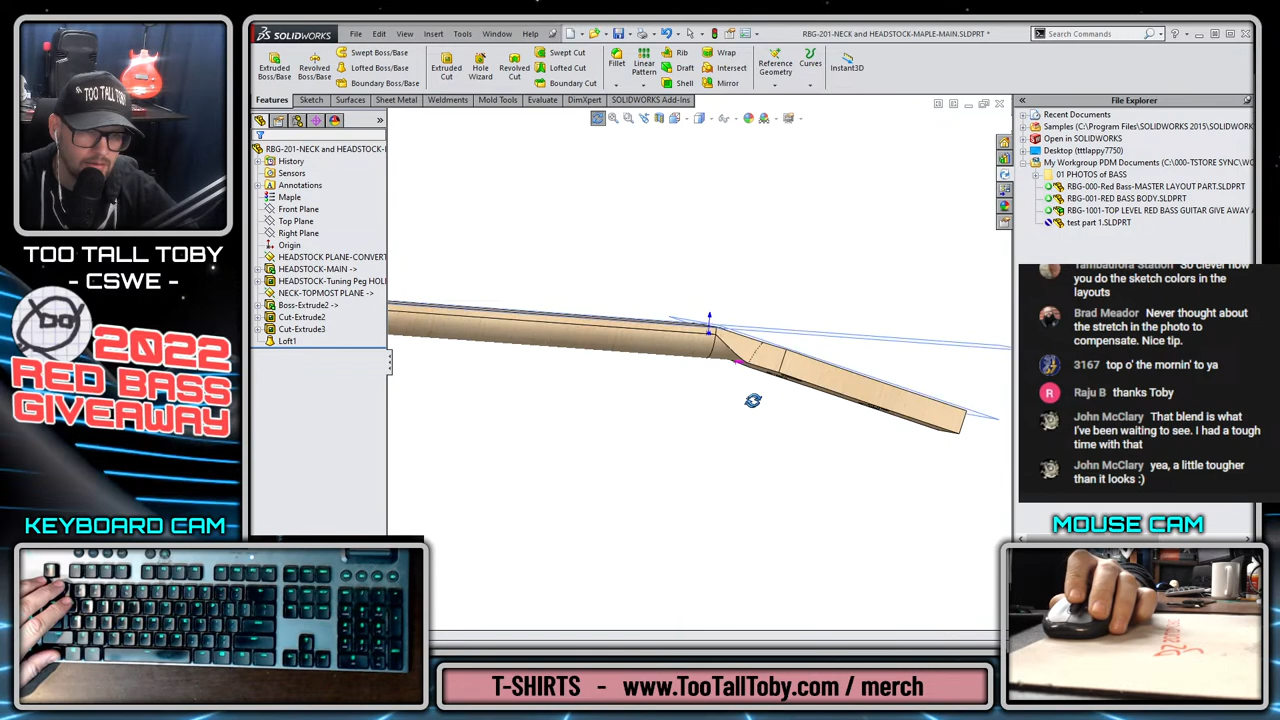 SOLIDWORKS
File
Edit
View
Insert
Tools
Window
Help
RBG-201-NECK and HEADSTOCK-MAPLE-MAIN.SLDPRT *
Search Commands
Extruded Boss/Base
Revolved Boss/Base
Swept Boss/Base
Lofted Boss/Base
Boundary Boss/Base
Extruded Cut
Hole Wizard
Revolved Cut
Swept Cut
Lofted Cut
Boundary Cut
Fillet
Linear Pattern
Rib
Draft
Shell
Wrap
Intersect
Mirror
Reference Geometry
Curves
Instant3D
Features
Sketch
Surfaces
Sheet Metal
Weldments
Mold Tools
Evaluate
DimXpert
SOLIDWORKS Add-Ins
RBG-201-NECK and HEADSTOCK-
History
Sensors
Annotations
Maple
Front Plane
Top Plane
Right Plane
Origin
HEADSTOCK PLANE-CONVERT
HEADSTOCK-MAIN ->
HEADSTOCK-Tuning Peg HOL
NECK-TOPMOST PLANE ->
Boss-Extrude2 ->
Cut-Extrude2
Cut-Extrude3
Loft1
File Explorer
Recent Documents
Samples (C:\Program Files\SOLIDWORKS 2015\SOLIDWORK
Open in SOLIDWORKS
Desktop (tttlappy7750)
My Workgroup PDM Documents (C:\000-TSTORE SYNC\W
01 PHOTOS of BASS
RBG-000-Red Bass-MASTER LAYOUT PART.SLDPRT
RBG-001-RED BASS BODY.SLDPRT
RBG-1001-TOP LEVEL RED BASS GUITAR GIVE AWAY A
test part 1.SLDPRT
"TOO TALL TOBY"
TOO TALL TOBY
- CSWE -
2022
RED BASS
GIVEAWAY
KEYBOARD CAM
MOUSE CAM
Tambaurora Station So clever how
you do the sketch colors in the
layouts
Brad Meador Never thought about
the stretch in the photo to
compensate. Nice tip.
3167 top o' the mornin' to ya
R Raju B thanks Toby
John McClary That blend is what
I've been waiting to see. I had a tough
time with that
John McClary yea, a little tougher
than it looks :)
T-SHIRTS - www.TooTallToby.com / merch